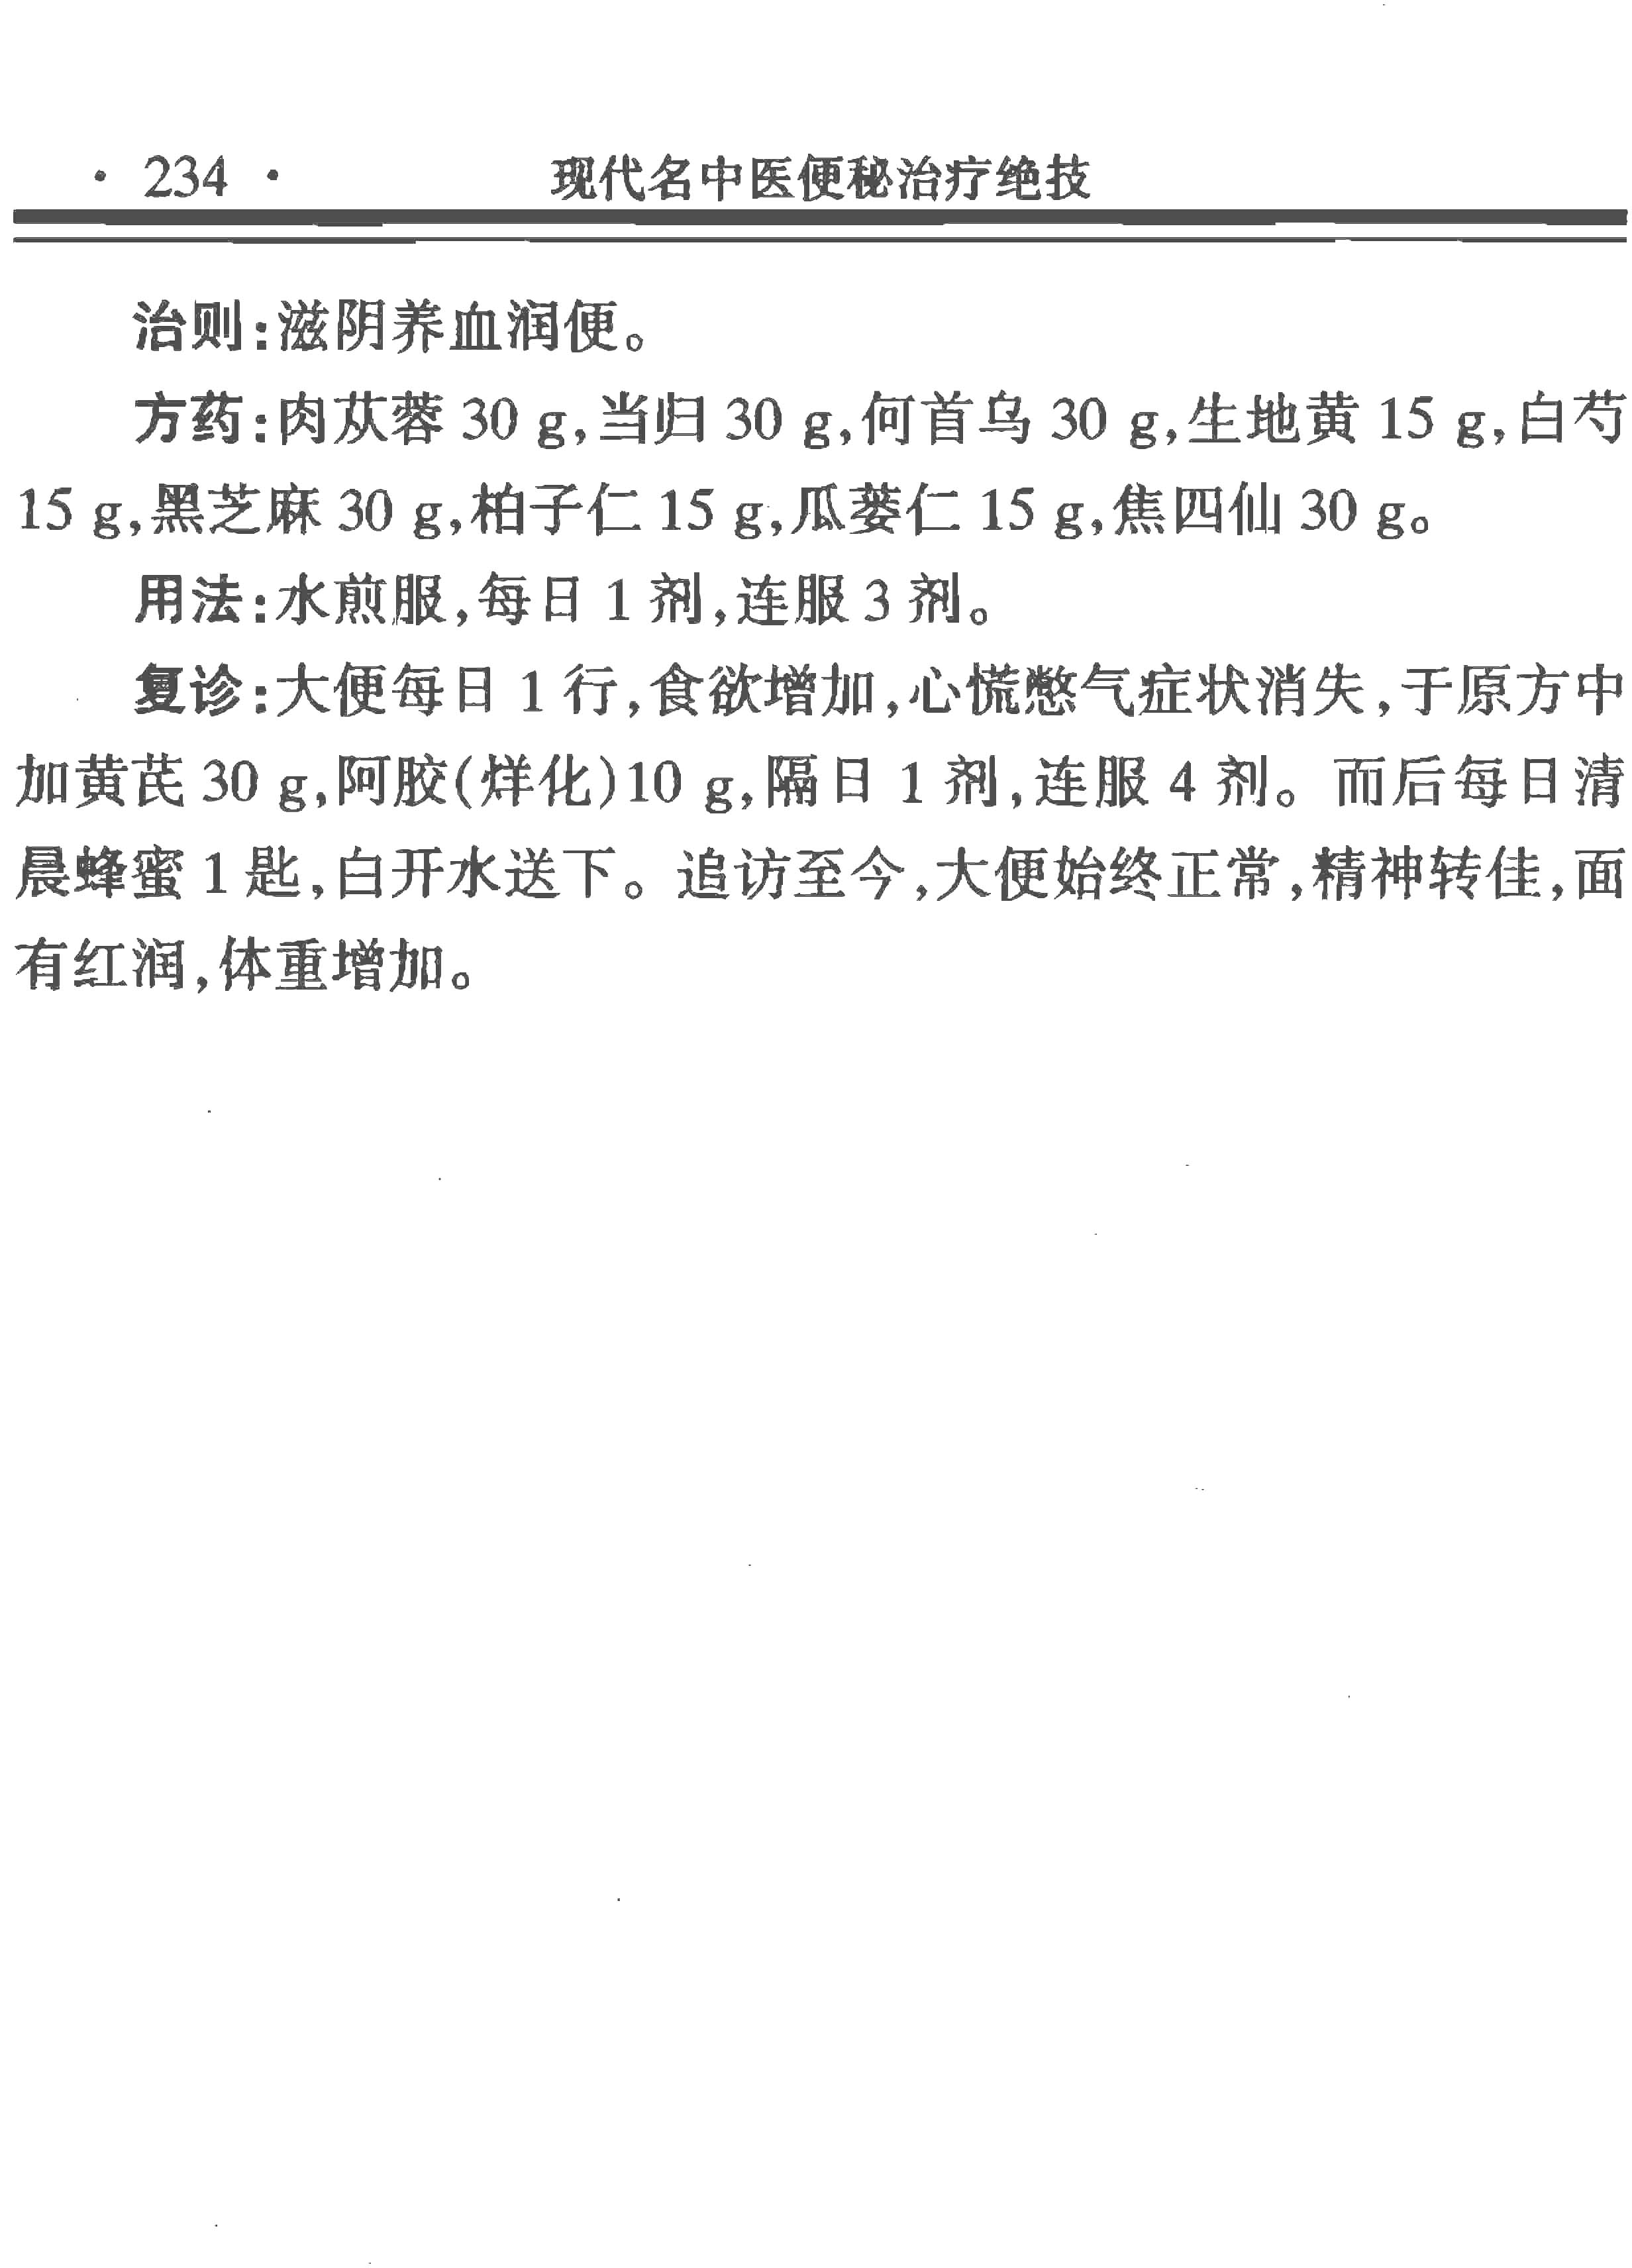 · 234 · 现代名中医便秘治疗绝技
治则:滋阴养血润便。
方药:肉苁蓉 30 g,当归 30 g,何首乌 30 g,生地黄 15 g,白芍
15 g,黑芝麻 30 g,柏子仁 15 g,瓜蒌仁 15 g,焦四仙 30 g。
用法:水煎服,每日 1 剂,连服 3 剂。
复诊:大便每日 1 行,食欲增加,心慌憋气症状消失,于原方中
加黄芪 30 g,阿胶(烊化)10 g,隔日 1 剂,连服 4 剂。而后每日清
晨蜂蜜 1 匙,白开水送下。追访至今,大便始终正常,精神转佳,面
有红润,体重增加。